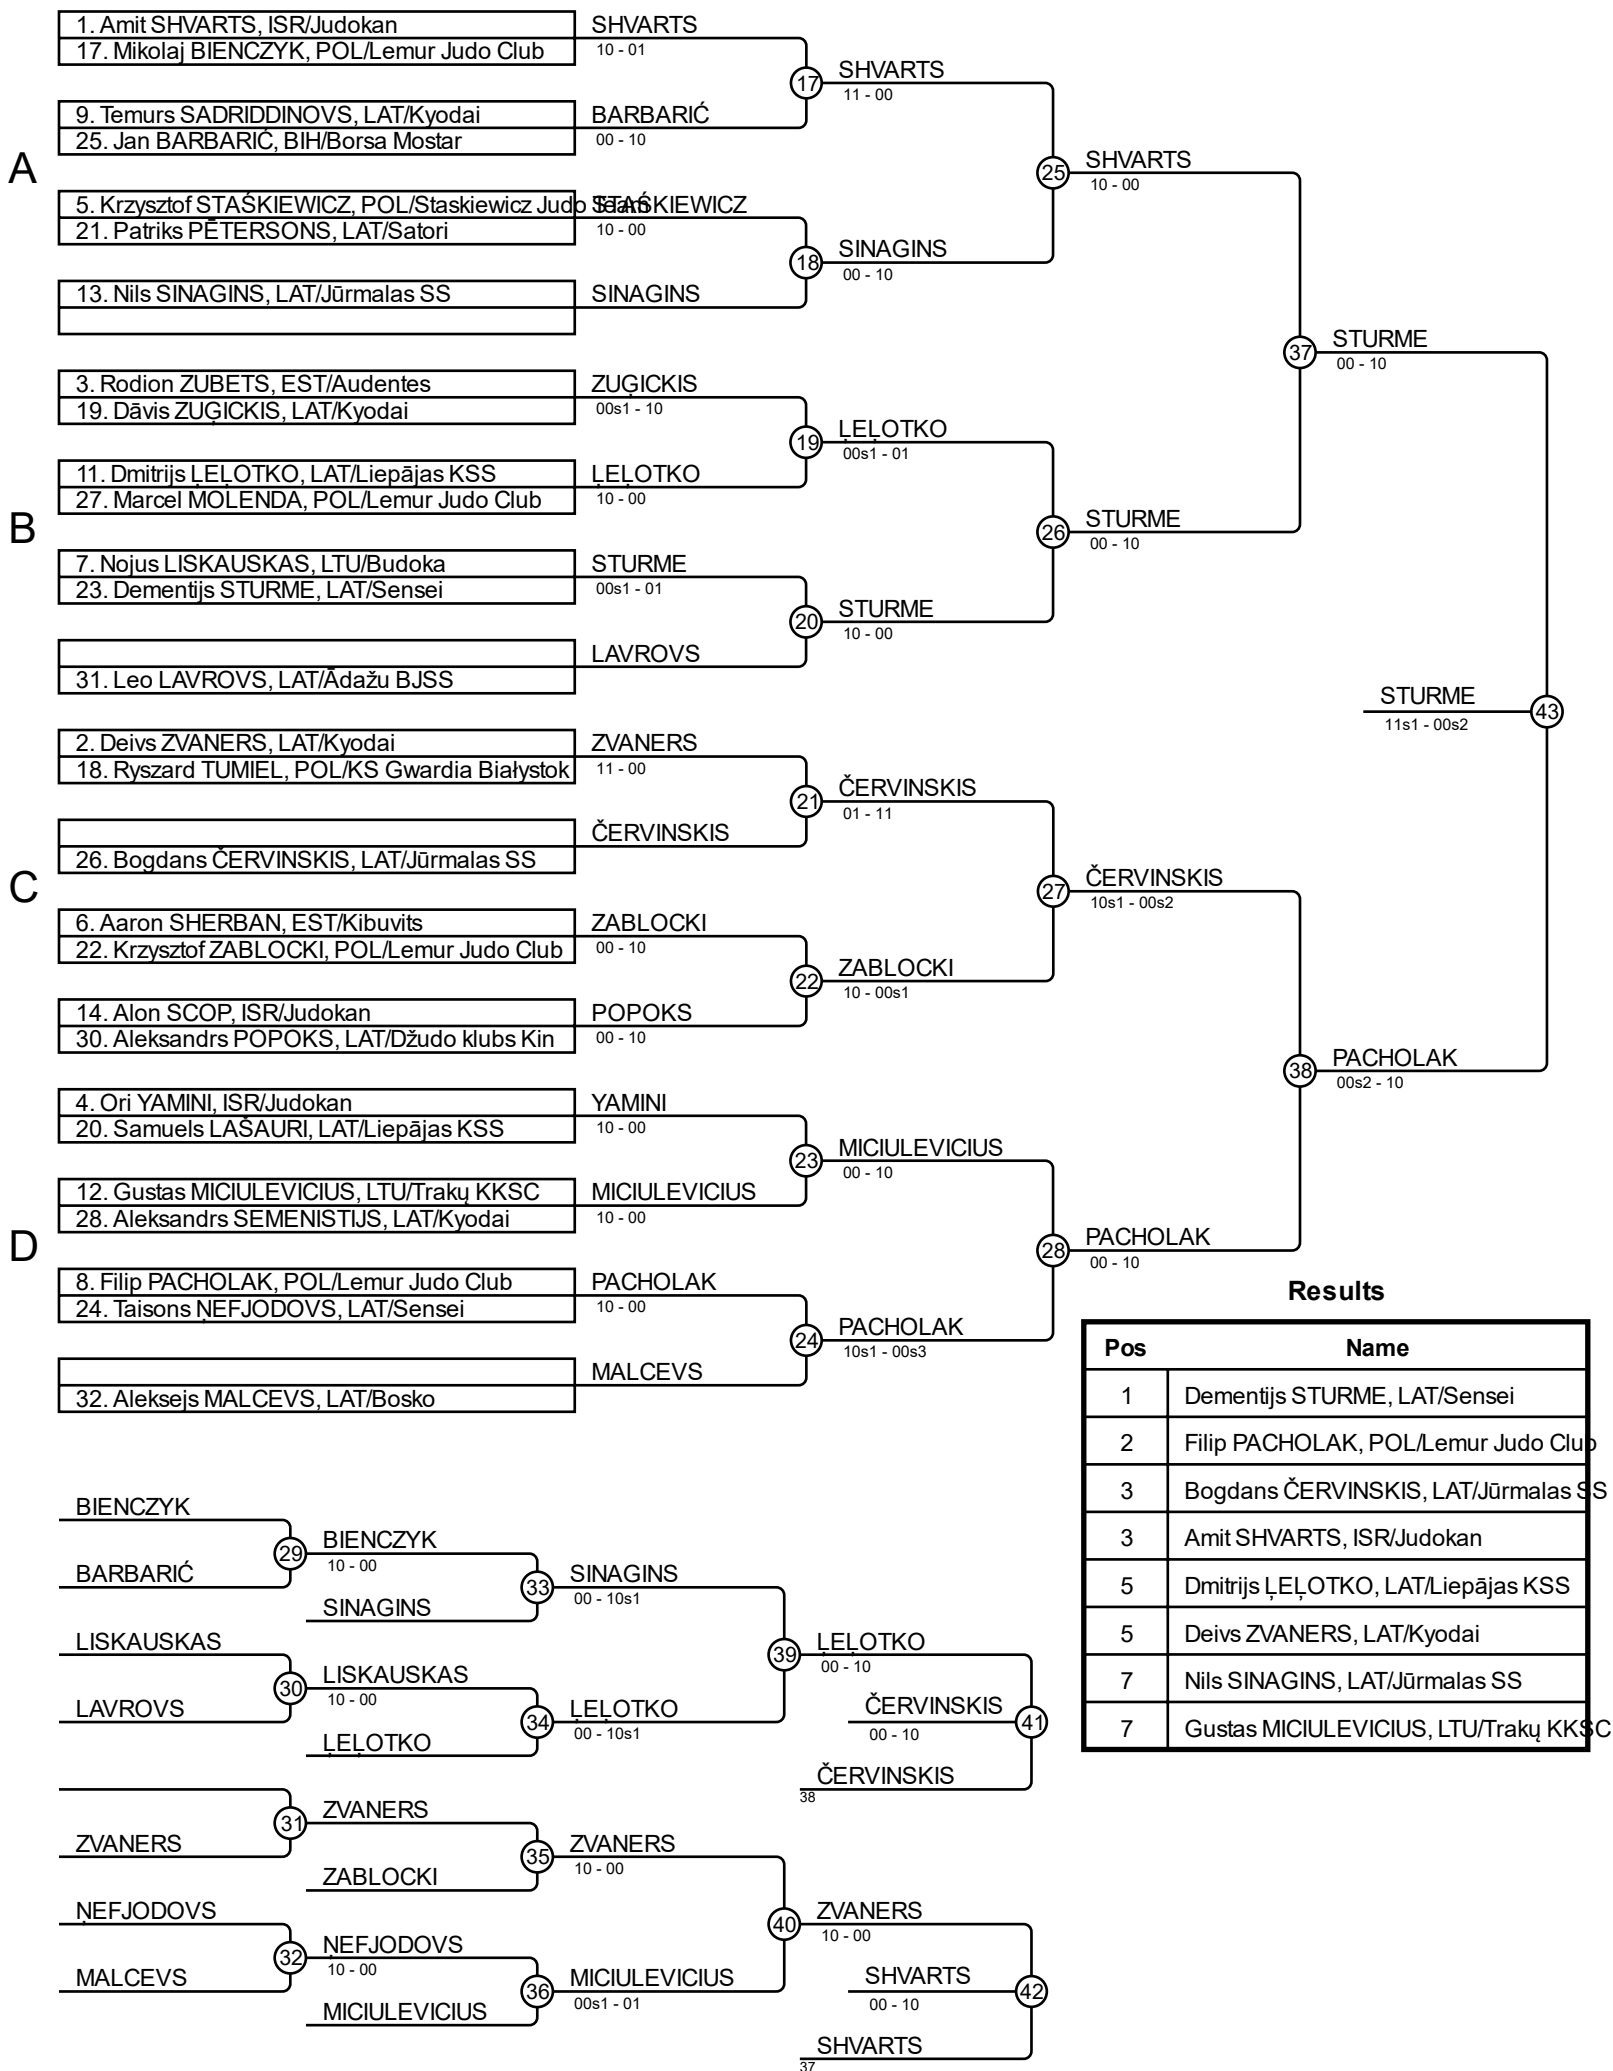 A
1. Amit SHVARTS, ISR/Judokan
17. Mikolaj BIENCZYK, POL/Lemur Judo Club
SHVARTS
10 - 01
9. Temurs SADRIDDINOVS, LAT/Kyodai
25. Jan BARBARIĆ, BIH/Borsa Mostar
BARBARIĆ
00 - 10
17
SHVARTS
11 - 00
5. Krzysztof STAŚKIEWICZ, POL/Staskiewicz Judo Team
21. Patriks PĒTERSONS, LAT/Satori
STAŚKIEWICZ
10 - 00
13. Nils SINAGINS, LAT/Jūrmalas SS
SINAGINS
18
SINAGINS
00 - 10
25
SHVARTS
10 - 00
B
3. Rodion ZUBETS, EST/Audentes
19. Dāvis ZUĢICKIS, LAT/Kyodai
ZUĢICKIS
00s1 - 10
11. Dmitrijs ĻEĻOTKO, LAT/Liepājas KSS
27. Marcel MOLENDA, POL/Lemur Judo Club
ĻEĻOTKO
10 - 00
19
ĻEĻOTKO
00s1 - 01
7. Nojus LISKAUSKAS, LTU/Budoka
23. Dementijs STURME, LAT/Sensei
STURME
00s1 - 01
31. Leo LAVROVS, LAT/Ādažu BJSS
LAVROVS
20
STURME
10 - 00
26
STURME
00 - 10
37
STURME
00 - 10
C
2. Deivs ZVANERS, LAT/Kyodai
18. Ryszard TUMIEL, POL/KS Gwardia Białystok
ZVANERS
11 - 00
26. Bogdans ČERVINSKIS, LAT/Jūrmalas SS
ČERVINSKIS
21
ČERVINSKIS
01 - 11
6. Aaron SHERBAN, EST/Kibuvits
22. Krzysztof ZABLOCKI, POL/Lemur Judo Club
ZABLOCKI
00 - 10
14. Alon SCOP, ISR/Judokan
30. Aleksandrs POPOKS, LAT/Džudo klubs Kin
POPOKS
00 - 10
22
ZABLOCKI
10 - 00s1
27
ČERVINSKIS
10s1 - 00s2
D
4. Ori YAMINI, ISR/Judokan
20. Samuels LAŠAURI, LAT/Liepājas KSS
YAMINI
10 - 00
12. Gustas MICIULEVICIUS, LTU/Trakų KKSC
28. Aleksandrs SEMENISTIJS, LAT/Kyodai
MICIULEVICIUS
10 - 00
23
MICIULEVICIUS
00 - 10
8. Filip PACHOLAK, POL/Lemur Judo Club
24. Taisons ŅEFJODOVS, LAT/Sensei
PACHOLAK
10 - 00
32. Aleksejs MALCEVS, LAT/Bosko
MALCEVS
24
PACHOLAK
10s1 - 00s3
28
PACHOLAK
00 - 10
38
PACHOLAK
00s2 - 10
STURME
43
11s1 - 00s2
Results
Pos Name
1 Dementijs STURME, LAT/Sensei
2 Filip PACHOLAK, POL/Lemur Judo Club
3 Bogdans ČERVINSKIS, LAT/Jūrmalas SS
3 Amit SHVARTS, ISR/Judokan
5 Dmitrijs ĻEĻOTKO, LAT/Liepājas KSS
5 Deivs ZVANERS, LAT/Kyodai
7 Nils SINAGINS, LAT/Jūrmalas SS
7 Gustas MICIULEVICIUS, LTU/Trakų KKSC
BIENCZYK
BARBARIĆ
29
BIENCZYK
10 - 00
SINAGINS
33
SINAGINS
00 - 10s1
LISKAUSKAS
LAVROVS
30
LISKAUSKAS
10 - 00
ĻEĻOTKO
34
ĻEĻOTKO
00 - 10s1
39
ĻEĻOTKO
00 - 10
ČERVINSKIS
41
00 - 10
ČERVINSKIS
38
ZVANERS
31
ZVANERS
ZABLOCKI
35
ZVANERS
10 - 00
ŅEFJODOVS
MALCEVS
32
ŅEFJODOVS
10 - 00
MICIULEVICIUS
36
MICIULEVICIUS
00s1 - 01
40
ZVANERS
10 - 00
SHVARTS
42
00 - 10
SHVARTS
37